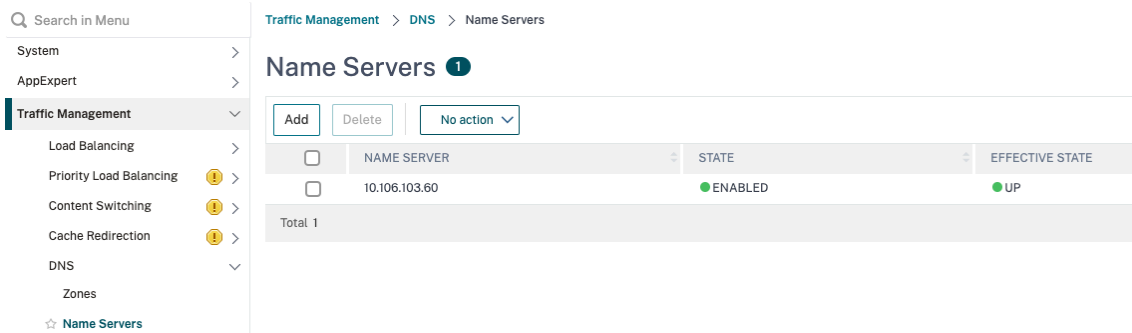 Search in Menu
System
AppExpert
Traffic Management
Load Balancing
Priority Load Balancing
Content Switching
Cache Redirection
DNS
Zones
Name Servers
Traffic Management > DNS > Name Servers
Name Servers 1
Add Delete No action
NAME SERVER STATE EFFECTIVE STATE
10.106.103.60 ENABLED UP
Total 1